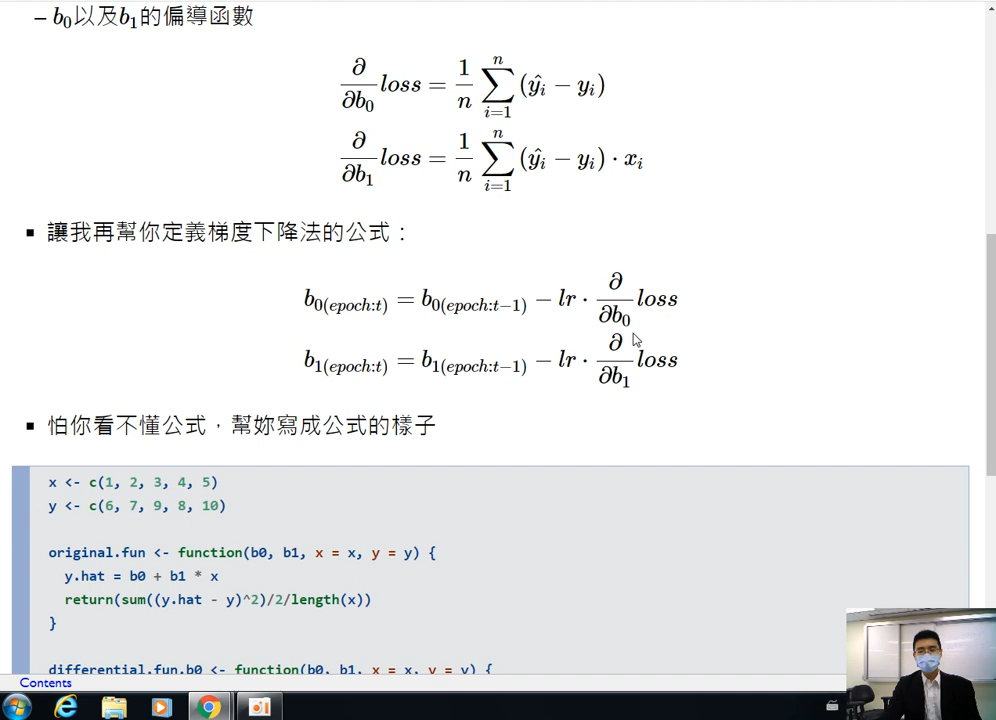 – b₀以及b₁的偏導函數
∂/∂b₀ loss = 1/n ∑ᵢ₌₁ⁿ (ŷᵢ − yᵢ)
∂/∂b₁ loss = 1/n ∑ᵢ₌₁ⁿ (ŷᵢ − yᵢ) · xᵢ
▪ 讓我再幫你定義梯度下降法的公式：
b₀₍epoch:t₎ = b₀₍epoch:t−1₎ − lr · ∂/∂b₀ loss
b₁₍epoch:t₎ = b₁₍epoch:t−1₎ − lr · ∂/∂b₁ loss
▪ 怕你看不懂公式，幫妳寫成公式的樣子
x <- c(1, 2, 3, 4, 5)
y <- c(6, 7, 9, 8, 10)
original.fun <- function(b0, b1, x = x, y = y) {
y.hat = b0 + b1 * x
return(sum((y.hat - y)^2)/2/length(x))
}
differential.fun.b0 <- function(b0, b1, x = x, y = y) {
Contents